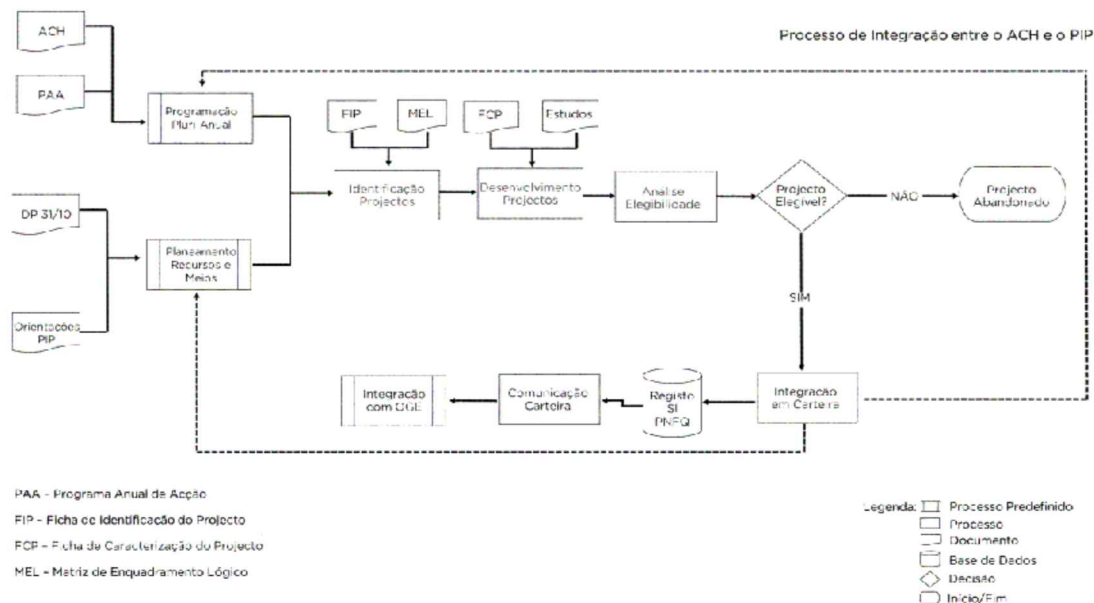 ACH
Processo de Integração entre o ACH e o PIP
PAA
Programação
Pluri Anual
FIP
MEL
FCP
Estudos
Identificação
Projectos
Desenvolvimento
Projectos
Análise
Elegibilidade
Projecto
Elegível?
NÃO
Projecto
Abandonado
DP 31/10
Planeamento
Recursos e
Meios
SIM
Orientações
PIP
Integração
com OGE
Comunicação
Carteira
Registo
SI
PNFQ
Integração
em Carteira
PAA - Programa Anual de Acção
FIP - Ficha de Identificação do Projecto
FCP - Ficha de Caracterização do Projecto
MEL - Matriz de Enquadramento Lógico
Legenda: Processo Predefinido
Processo
Documento
Base de Dados
Decisão
Início/Fim